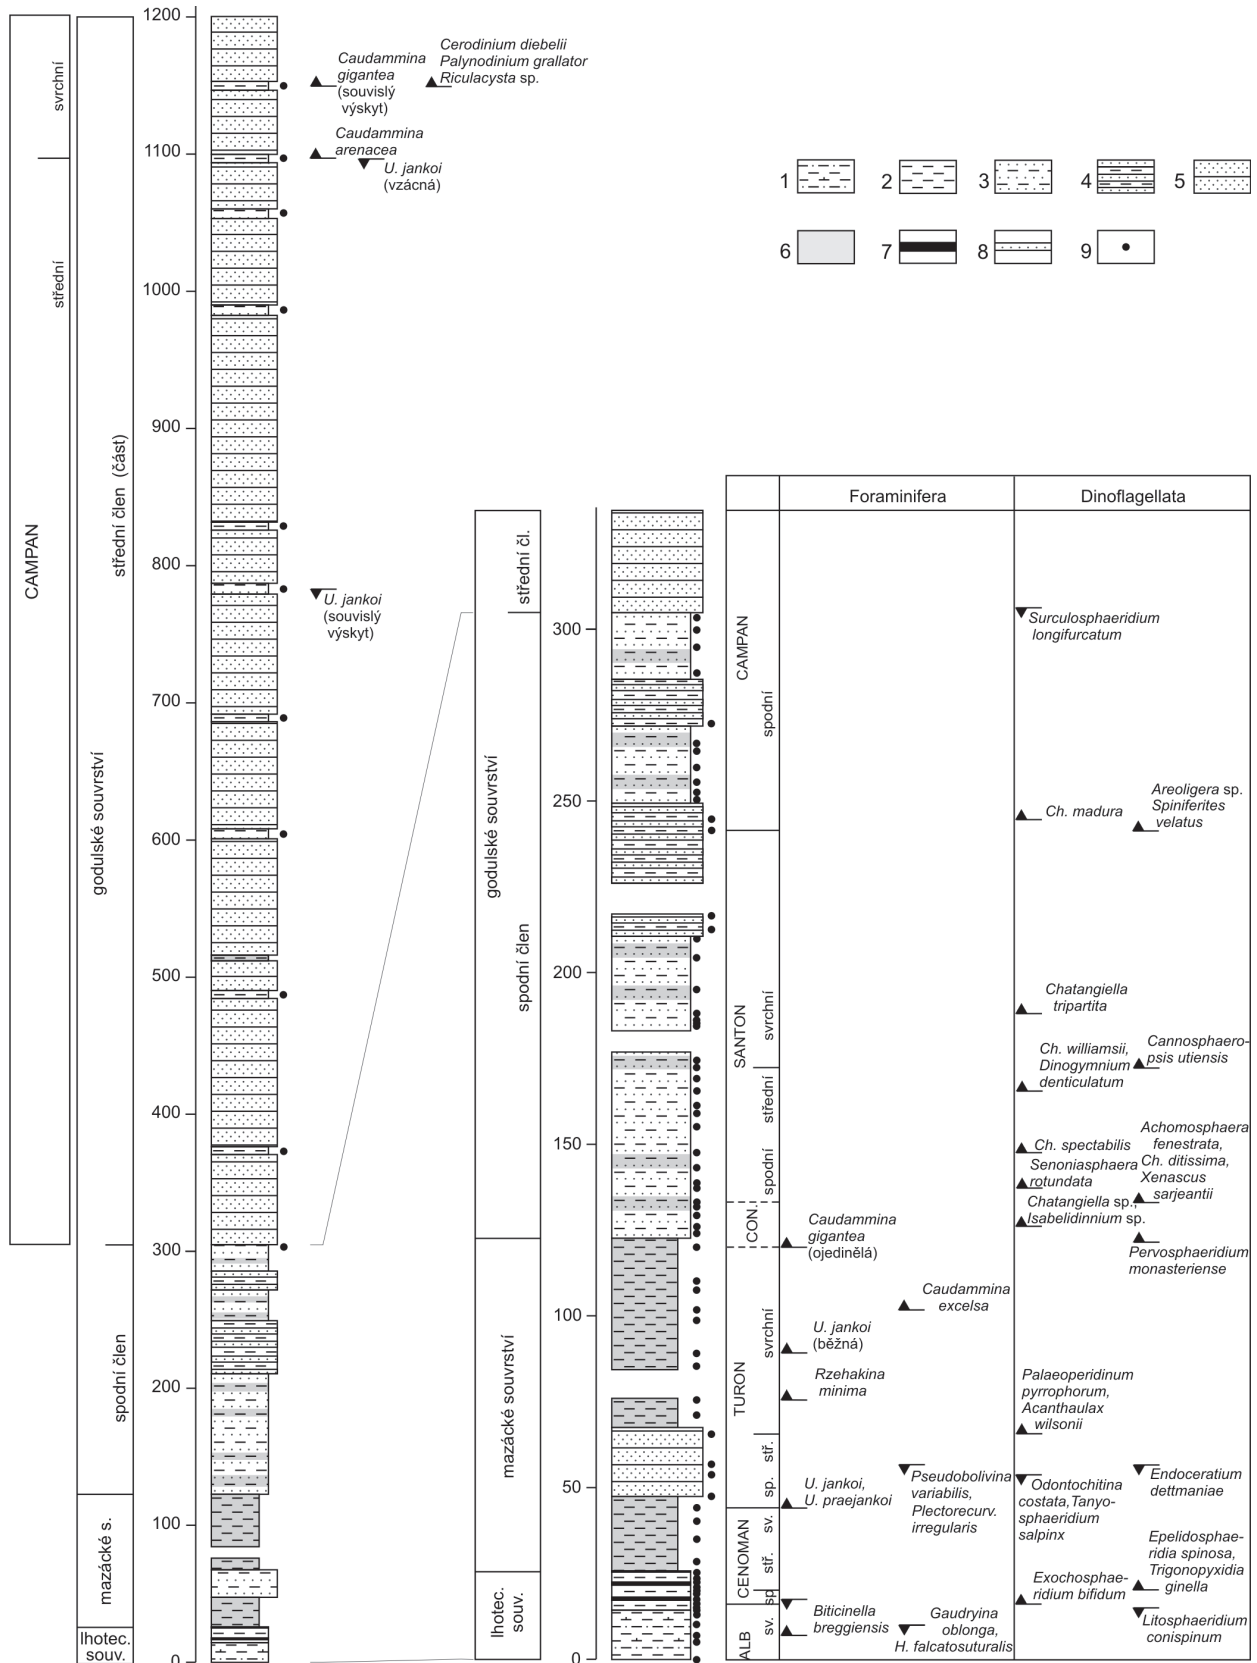 1200
1100
1000
900
800
700
600
500
400
300
200
100
0
CAMPAN
svrchní
střední
godulské souvrství
střední člen (část)
spodní člen
mazácké s.
lhotec.
souv.
Caudammina
gigantea
(souvislý
výskyt)
Cerodinium diebelii
Palynodinium grallator
Riculacysta sp.
Caudammina
arenacea
U. jankoi
(vzácná)
U. jankoi
(souvislý
výskyt)
1
2
3
4
5
6
7
8
9
godulské souvrství
střední čl.
spodní člen
mazácké souvrství
lhotec.
souv.
300
250
200
150
100
50
0
Foraminifera
Dinoflagellata
CAMPAN
spodní
SANTON
svrchní
střední
spodní
CON.
TURON
svrchní
stř.
sp.
CENOMAN
sv.
stř.
sp.
ALB
sv.
Surculosphaeridium
longifurcatum
Ch. madura
Areoligera sp.
Spiniferites
velatus
Chatangiella
tripartita
Ch. williamsii,
Dinogymnium
denticulatum
Cannosphaero-
psis utiensis
Ch. spectabilis
Senoniasphaera
rotundata
Achomosphaera
fenestrata,
Ch. ditissima,
Xenascus
sarjeantii
Chatangiella sp.,
Isabelidinnium sp.
Pervosphaeridium
monasteriense
Caudammina
gigantea
(ojedinělá)
Caudammina
excelsa
U. jankoi
(běžná)
Rzehakina
minima
Palaeoperidinum
pyrrophorum,
Acanthaulax
wilsonii
U. jankoi,
U. praejankoi
Pseudobolivina
variabilis,
Plectorecurv.
irregularis
Odontochitina
costata,Tanyo-
sphaeridium
salpinx
Endoceratium
dettmaniae
Epelidosphae-
ridia spinosa,
Trigonopyxidia
ginella
Exochosphae-
ridium bifidum
Biticinella
breggiensis
Gaudryina
oblonga,
H. falcatosuturalis
Litosphaeridium
conispinum